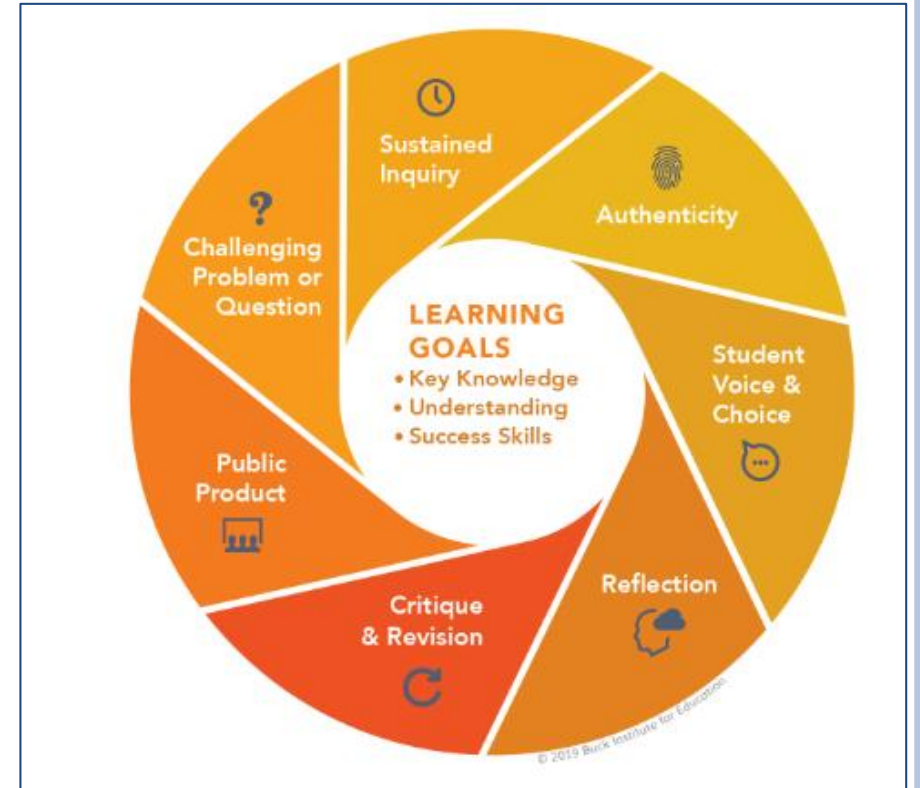 Sustained
Inquiry
Authenticity
?
Challenging
Problem or
Question
LEARNING
GOALS
• Key Knowledge
• Understanding
• Success Skills
Student
Voice &
Choice
Public
Product
Reflection
Critique
& Revision
© 2019 Buck Institute for Education